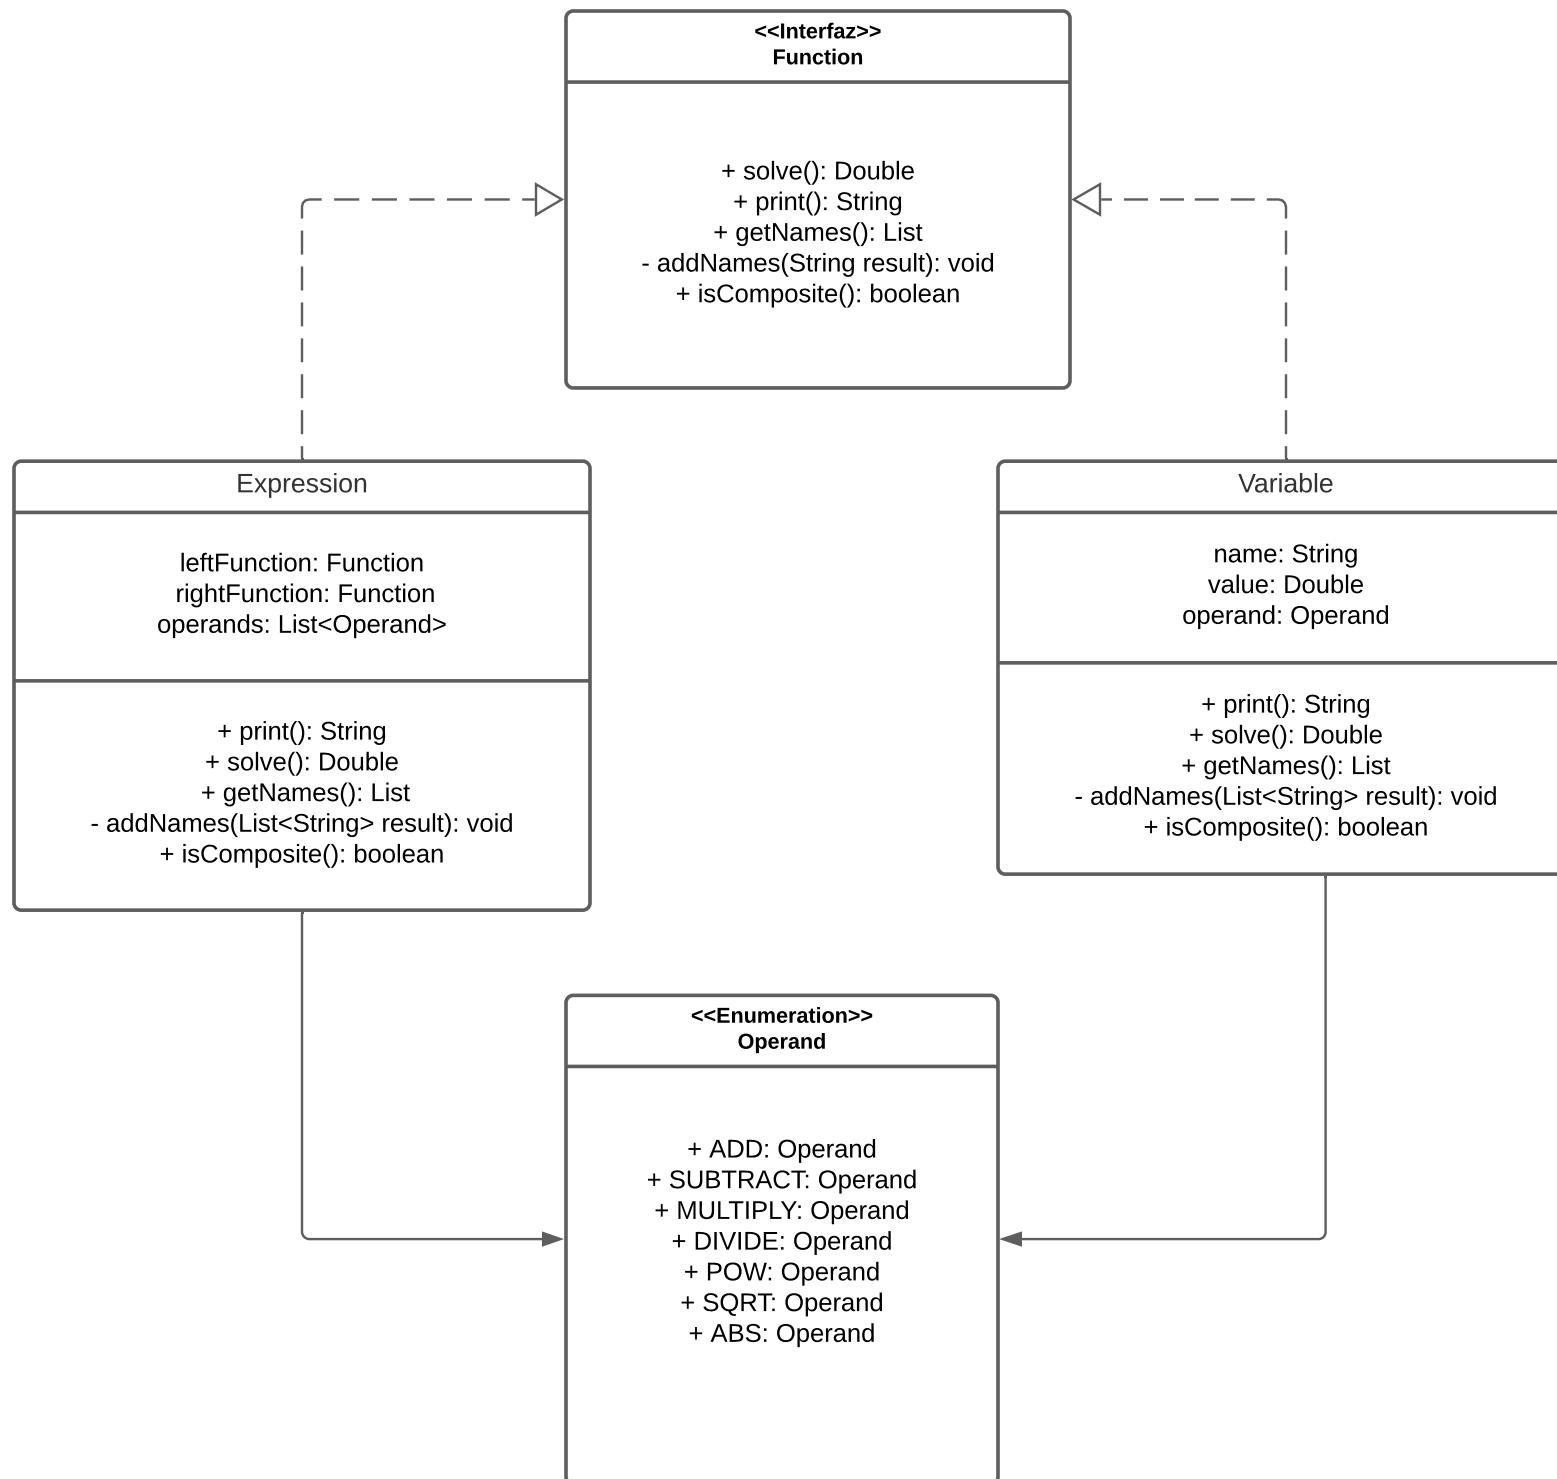 <<Interfaz>>
Function
+ solve(): Double
+ print(): String
+ getNames(): List
- addNames(String result): void
+ isComposite(): boolean
Expression
leftFunction: Function
rightFunction: Function
operands: List<Operand>
+ print(): String
+ solve(): Double
+ getNames(): List
- addNames(List<String> result): void
+ isComposite(): boolean
Variable
name: String
value: Double
operand: Operand
+ print(): String
+ solve(): Double
+ getNames(): List
- addNames(List<String> result): void
+ isComposite(): boolean
<<Enumeration>>
Operand
+ ADD: Operand
+ SUBTRACT: Operand
+ MULTIPLY: Operand
+ DIVIDE: Operand
+ POW: Operand
+ SQRT: Operand
+ ABS: Operand